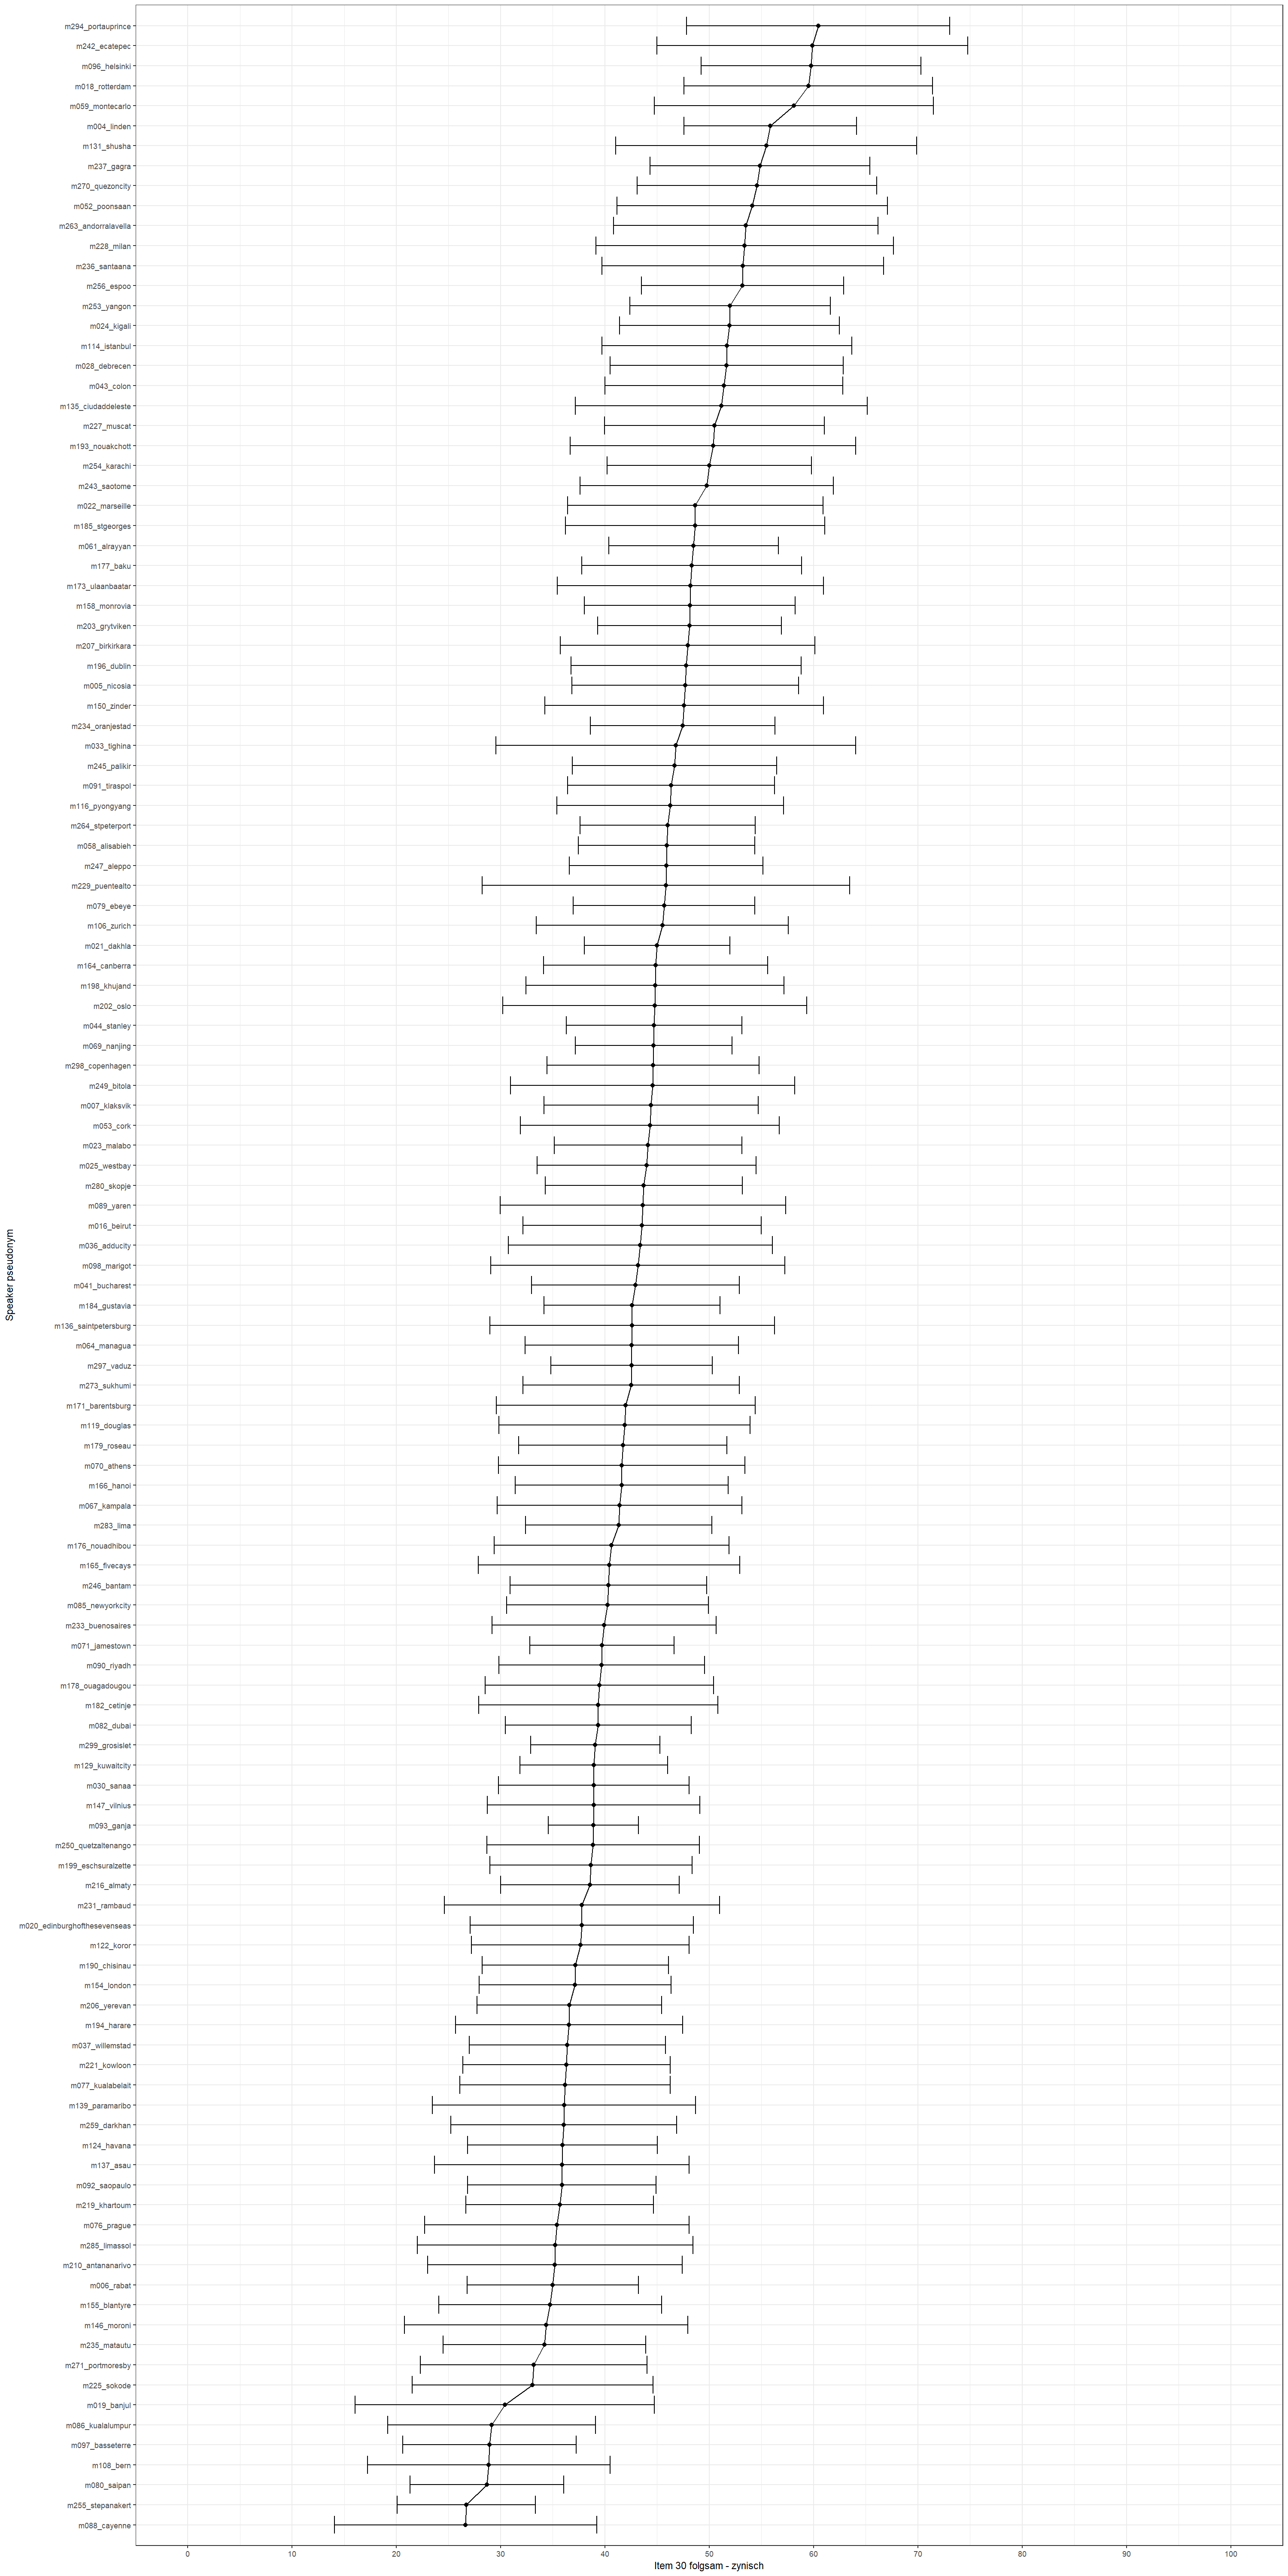 m294_portauprince
m242_ecatepec
m096_helsinki
m018_rotterdam
m059_montecarlo
m004_linden
m131_shusha
m237_gagra
m270_quezoncity
m052_poonsaan
m263_andorralavella
m228_milan
m236_santaana
m256_espoo
m253_yangon
m024_kigali
m114_istanbul
m028_debrecen
m043_colon
m135_ciudaddeleste
m227_muscat
m193_nouakchott
m254_karachi
m243_saotome
m022_marseille
m185_stgeorges
m061_alrayyan
m177_baku
m173_ulaanbaatar
m158_monrovia
m203_grytviken
m207_birkirkara
m196_dublin
m005_nicosia
m150_zinder
m234_oranjestad
m033_tighina
m245_palikir
m091_tiraspol
m116_pyongyang
m264_stpeterport
m058_alisabieh
m247_aleppo
m229_puentealto
m079_ebeye
m106_zurich
m021_dakhla
m164_canberra
m198_khujand
m202_oslo
m044_stanley
m069_nanjing
m298_copenhagen
m249_bitola
m007_klaksvik
m053_cork
m023_malabo
m025_westbay
m280_skopje
m089_yaren
m016_beirut
m036_adducity
m098_marigot
m041_bucharest
m184_gustavia
m136_saintpetersburg
m064_managua
m297_vaduz
m273_sukhumi
m171_barentsburg
m119_douglas
m179_roseau
m070_athens
m166_hanoi
m067_kampala
m283_lima
m176_nouadhibou
m165_fivecays
m246_bantam
m085_newyorkcity
m233_buenosaires
m071_jamestown
m090_riyadh
m178_ouagadougou
m182_cetinje
m082_dubai
m299_grosislet
m129_kuwaitcity
m030_sanaa
m147_vilnius
m093_ganja
m250_quetzaltenango
m199_eschsuralzette
m216_almaty
m231_rambaud
m020_edinburghofthesevenseas
m122_koror
m190_chisinau
m154_london
m206_yerevan
m194_harare
m037_willemstad
m221_kowloon
m077_kualabelait
m139_paramaribo
m259_darkhan
m124_havana
m137_asau
m092_saopaulo
m219_khartoum
m076_prague
m285_limassol
m210_antananarivo
m006_rabat
m155_blantyre
m146_moroni
m235_matautu
m271_portmoresby
m225_sokode
m019_banjul
m086_kualalumpur
m097_basseterre
m108_bern
m080_saipan
m255_stepanakert
m088_cayenne
Speaker pseudonym
0 10 20 30 40 50 60 70 80 90 100
Item 30 folgsam - zynisch